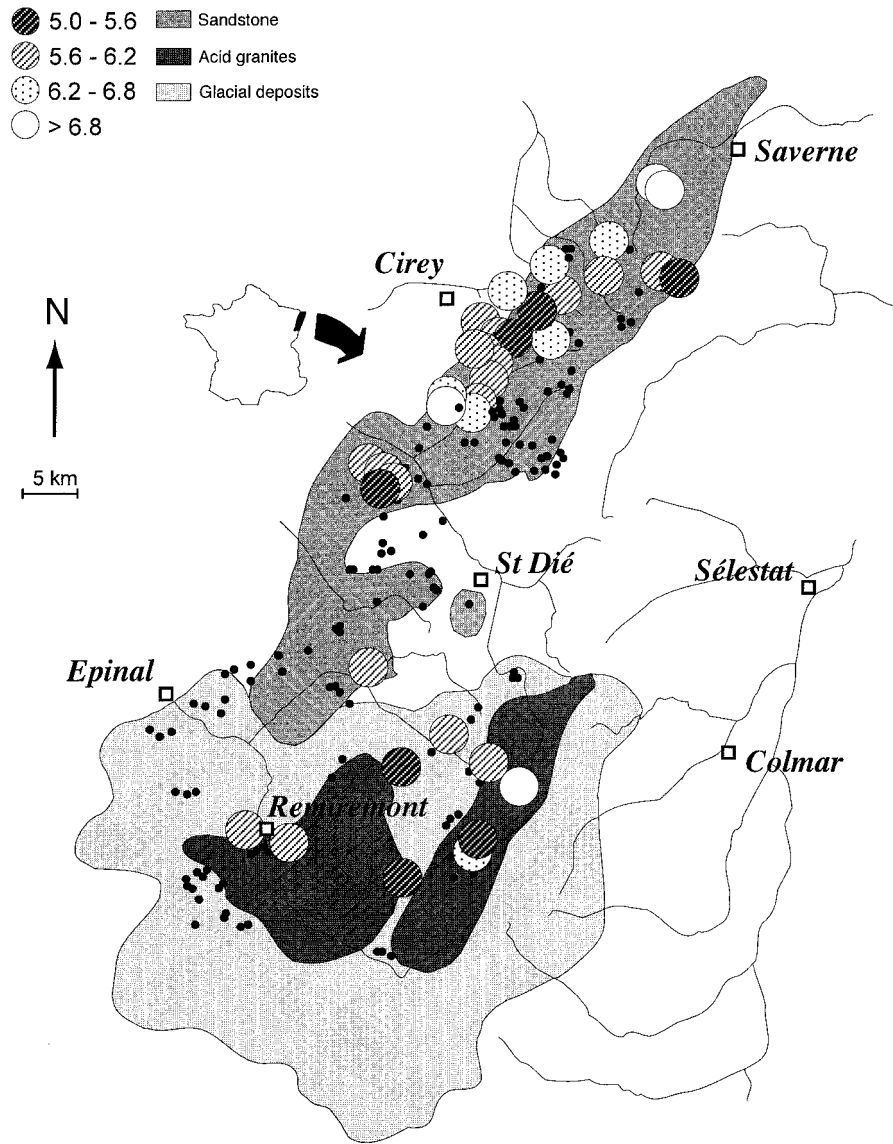 5.0 - 5.6 Sandstone
5.6 - 6.2 Acid granites
6.2 - 6.8 Glacial deposits
> 6.8
Saverne
Cirey
N
5 km
St Dié
Sélestat
Epinal
Colmar
Remiremont